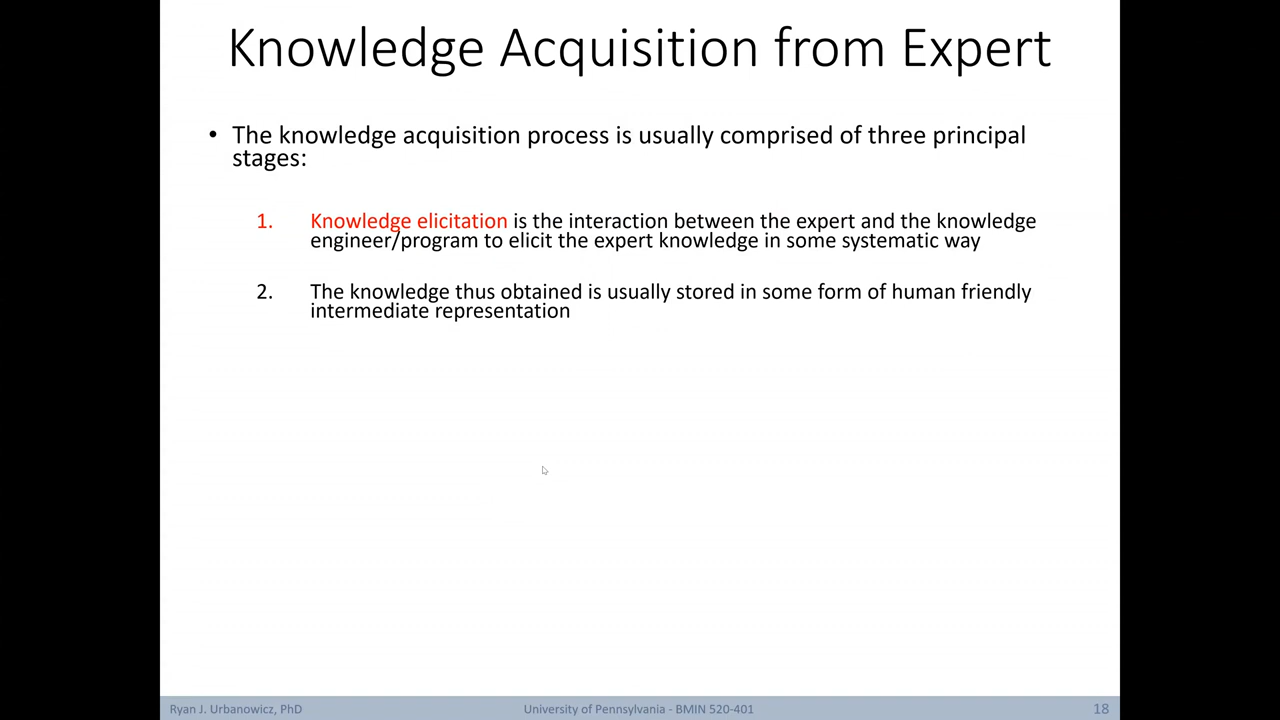 Knowledge Acquisition from Expert
• The knowledge acquisition process is usually comprised of three principal
stages:
1. Knowledge elicitation is the interaction between the expert and the knowledge
engineer/program to elicit the expert knowledge in some systematic way
2. The knowledge thus obtained is usually stored in some form of human friendly
intermediate representation
Ryan J. Urbanowicz, PhD University of Pennsylvania - BMIN 520-401 18